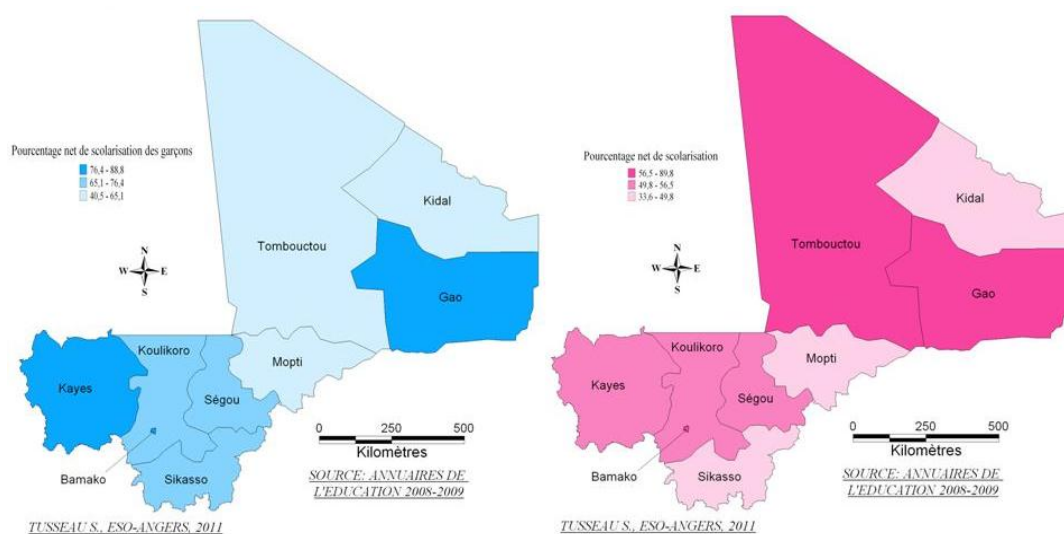 Pourcentage net de scolarisation des garçons
76,4 - 88,8
65,1 - 76,4
40,5 - 65,1
N
W E
S
Kidal
Tombouctou
Gao
Koulikoro
Mopti
Kayes
Ségou
Bamako
Sikasso
0 250 500
Kilomètres
SOURCE: ANNUAIRES DE
L'EDUCATION 2008-2009
TUSSEAU S., ESO-ANGERS, 2011
Pourcentage net de scolarisation
56,5 - 89,8
49,8 - 56,5
33,6 - 49,8
N
W E
S
Kidal
Tombouctou
Gao
Koulikoro
Mopti
Kayes
Ségou
Bamako
Sikasso
0 250 500
Kilomètres
SOURCE: ANNUAIRES DE
L'EDUCATION 2008-2009
TUSSEAU S., ESO-ANGERS, 2011